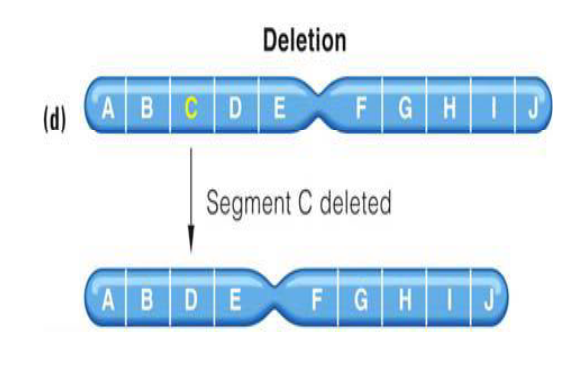 Deletion
(d) A B C D E F G H I J
Segment C deleted
A B D E F G H I J